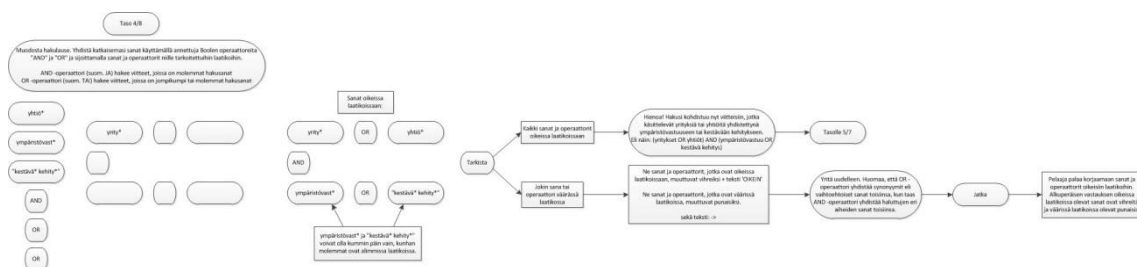 Taso 4/8
Muodosta hakulause. Yhdistä katkaisemasi sanat käyttämällä annettuja Boolen operaattoreita
"AND" ja "OR" ja sijoittamalla sanat ja operaattorit niille tarkoitettuihin laatikoihin.
AND -operaattori (suom. JA) hakee viitteet, joissa on molemmat hakusanat
OR -operaattori (suom. TAI) hakee viitteet, joissa on jompikumpi tai molemmat hakusanat
yhtiö*
ympäristövast*
"kestävä* kehity*"
AND
OR
OR
yrity*
Sanat oikeissa
laatikoissaan:
yrity*
OR
yhtiö*
AND
ympäristövast*
OR
"kestävä* kehity*"
ympäristövast* ja "kestävä* kehity*"
voivat olla kummin päin vain, kunhan
molemmat ovat alimmissa laatikoissa.
Tarkista
Kaikki sanat ja operaattorit
oikeissa laatikoissaan
Hienoa! Hakusi kohdistuu nyt viitteisiin, jotka
käsittelevät yrityksiä tai yhtiöitä yhdistettynä
ympäristövastuuseen tai kestävään kehitykseen.
Eli näin: (yritykset OR yhtiöt) AND (ympäristövastuu OR
kestävä kehitys)
Tasolle 5/7
Jokin sana tai
operaattori väärässä
laatikossa
Ne sanat ja operaattorit, jotka ovat oikeissa
laatikoissaan, muuttuvat vihreiksi + teksti 'OIKEIN'
Ne sanat ja operaattorit, jotka ovat väärissä
laatikoissa, muuttuvat punaisiksi.
sekä teksti: ->
Yritä uudelleen. Huomaa, että OR -
operaattori yhdistää synonyymit eli
vaihtoehtoiset sanat toisiinsa, kun taas
AND -operaattori yhdistää haluttujen eri
aiheiden sanat toisiinsa.
Jatka
Pelaaja palaa korjaamaan sanat ja
operaattorit oikeisiin laatikoihin.
Alkuperäisen vastauksen oikeissa
laatikoissa olevat sanat ovat vihreitä
ja väärissä laatikoissa olevat punaisia.